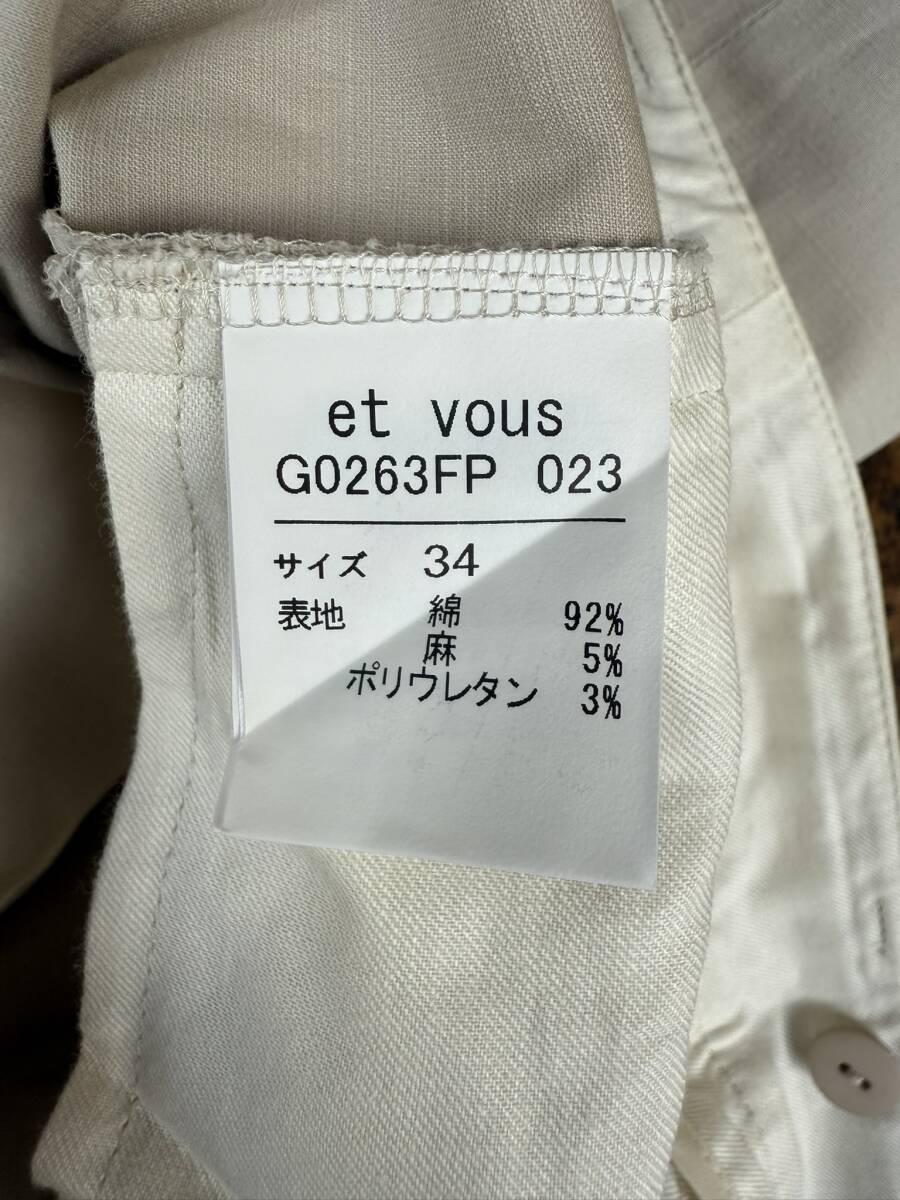 et vous
G0263FP 023
サイズ 34
表地 綿 92%
麻 5%
ポリウレタン 3%